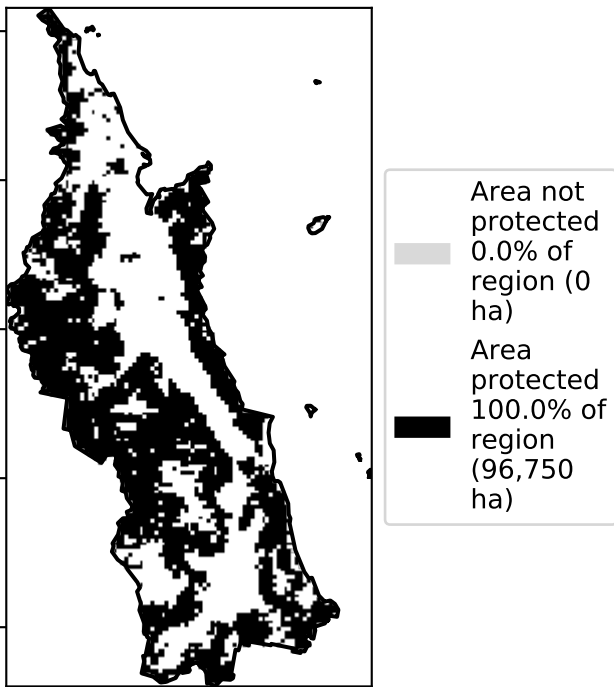 Area not
protected
0.0% of
region (0
ha)
Area
protected
100.0% of
region
(96,750
ha)